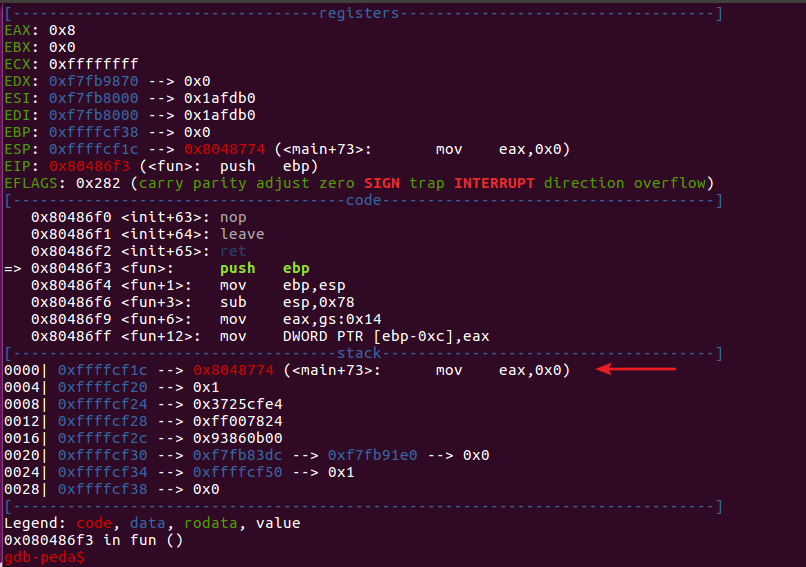 [----------------------------------registers-----------------------------------]
EAX: 0x8
EBX: 0x0
ECX: 0xffffffff
EDX: 0xf7fb9870 --> 0x0
ESI: 0xf7fb8000 --> 0x1afdb0
EDI: 0xf7fb8000 --> 0x1afdb0
EBP: 0xffffcf38 --> 0x0
ESP: 0xffffcf1c --> 0x8048774 (<main+73>:       mov    eax,0x0)
EIP: 0x80486f3 (<fun>:  push   ebp)
EFLAGS: 0x282 (carry parity adjust zero SIGN trap INTERRUPT direction overflow)
[-------------------------------------code-------------------------------------]
   0x80486f0 <init+63>: nop
   0x80486f1 <init+64>: leave
   0x80486f2 <init+65>: ret
=> 0x80486f3 <fun>:     push   ebp
   0x80486f4 <fun+1>:   mov    ebp,esp
   0x80486f6 <fun+3>:   sub    esp,0x78
   0x80486f9 <fun+6>:   mov    eax,gs:0x14
   0x80486ff <fun+12>:  mov    DWORD PTR [ebp-0xc],eax
[------------------------------------stack-------------------------------------]
0000| 0xffffcf1c --> 0x8048774 (<main+73>:       mov    eax,0x0)
0004| 0xffffcf20 --> 0x1
0008| 0xffffcf24 --> 0x3725cfe4
0012| 0xffffcf28 --> 0xff007824
0016| 0xffffcf2c --> 0x93860b00
0020| 0xffffcf30 --> 0xf7fb83dc --> 0xf7fb91e0 --> 0x0
0024| 0xffffcf34 --> 0xffffcf50 --> 0x1
0028| 0xffffcf38 --> 0x0
[------------------------------------------------------------------------------]
Legend: code, data, rodata, value
0x080486f3 in fun ()
gdb-peda$